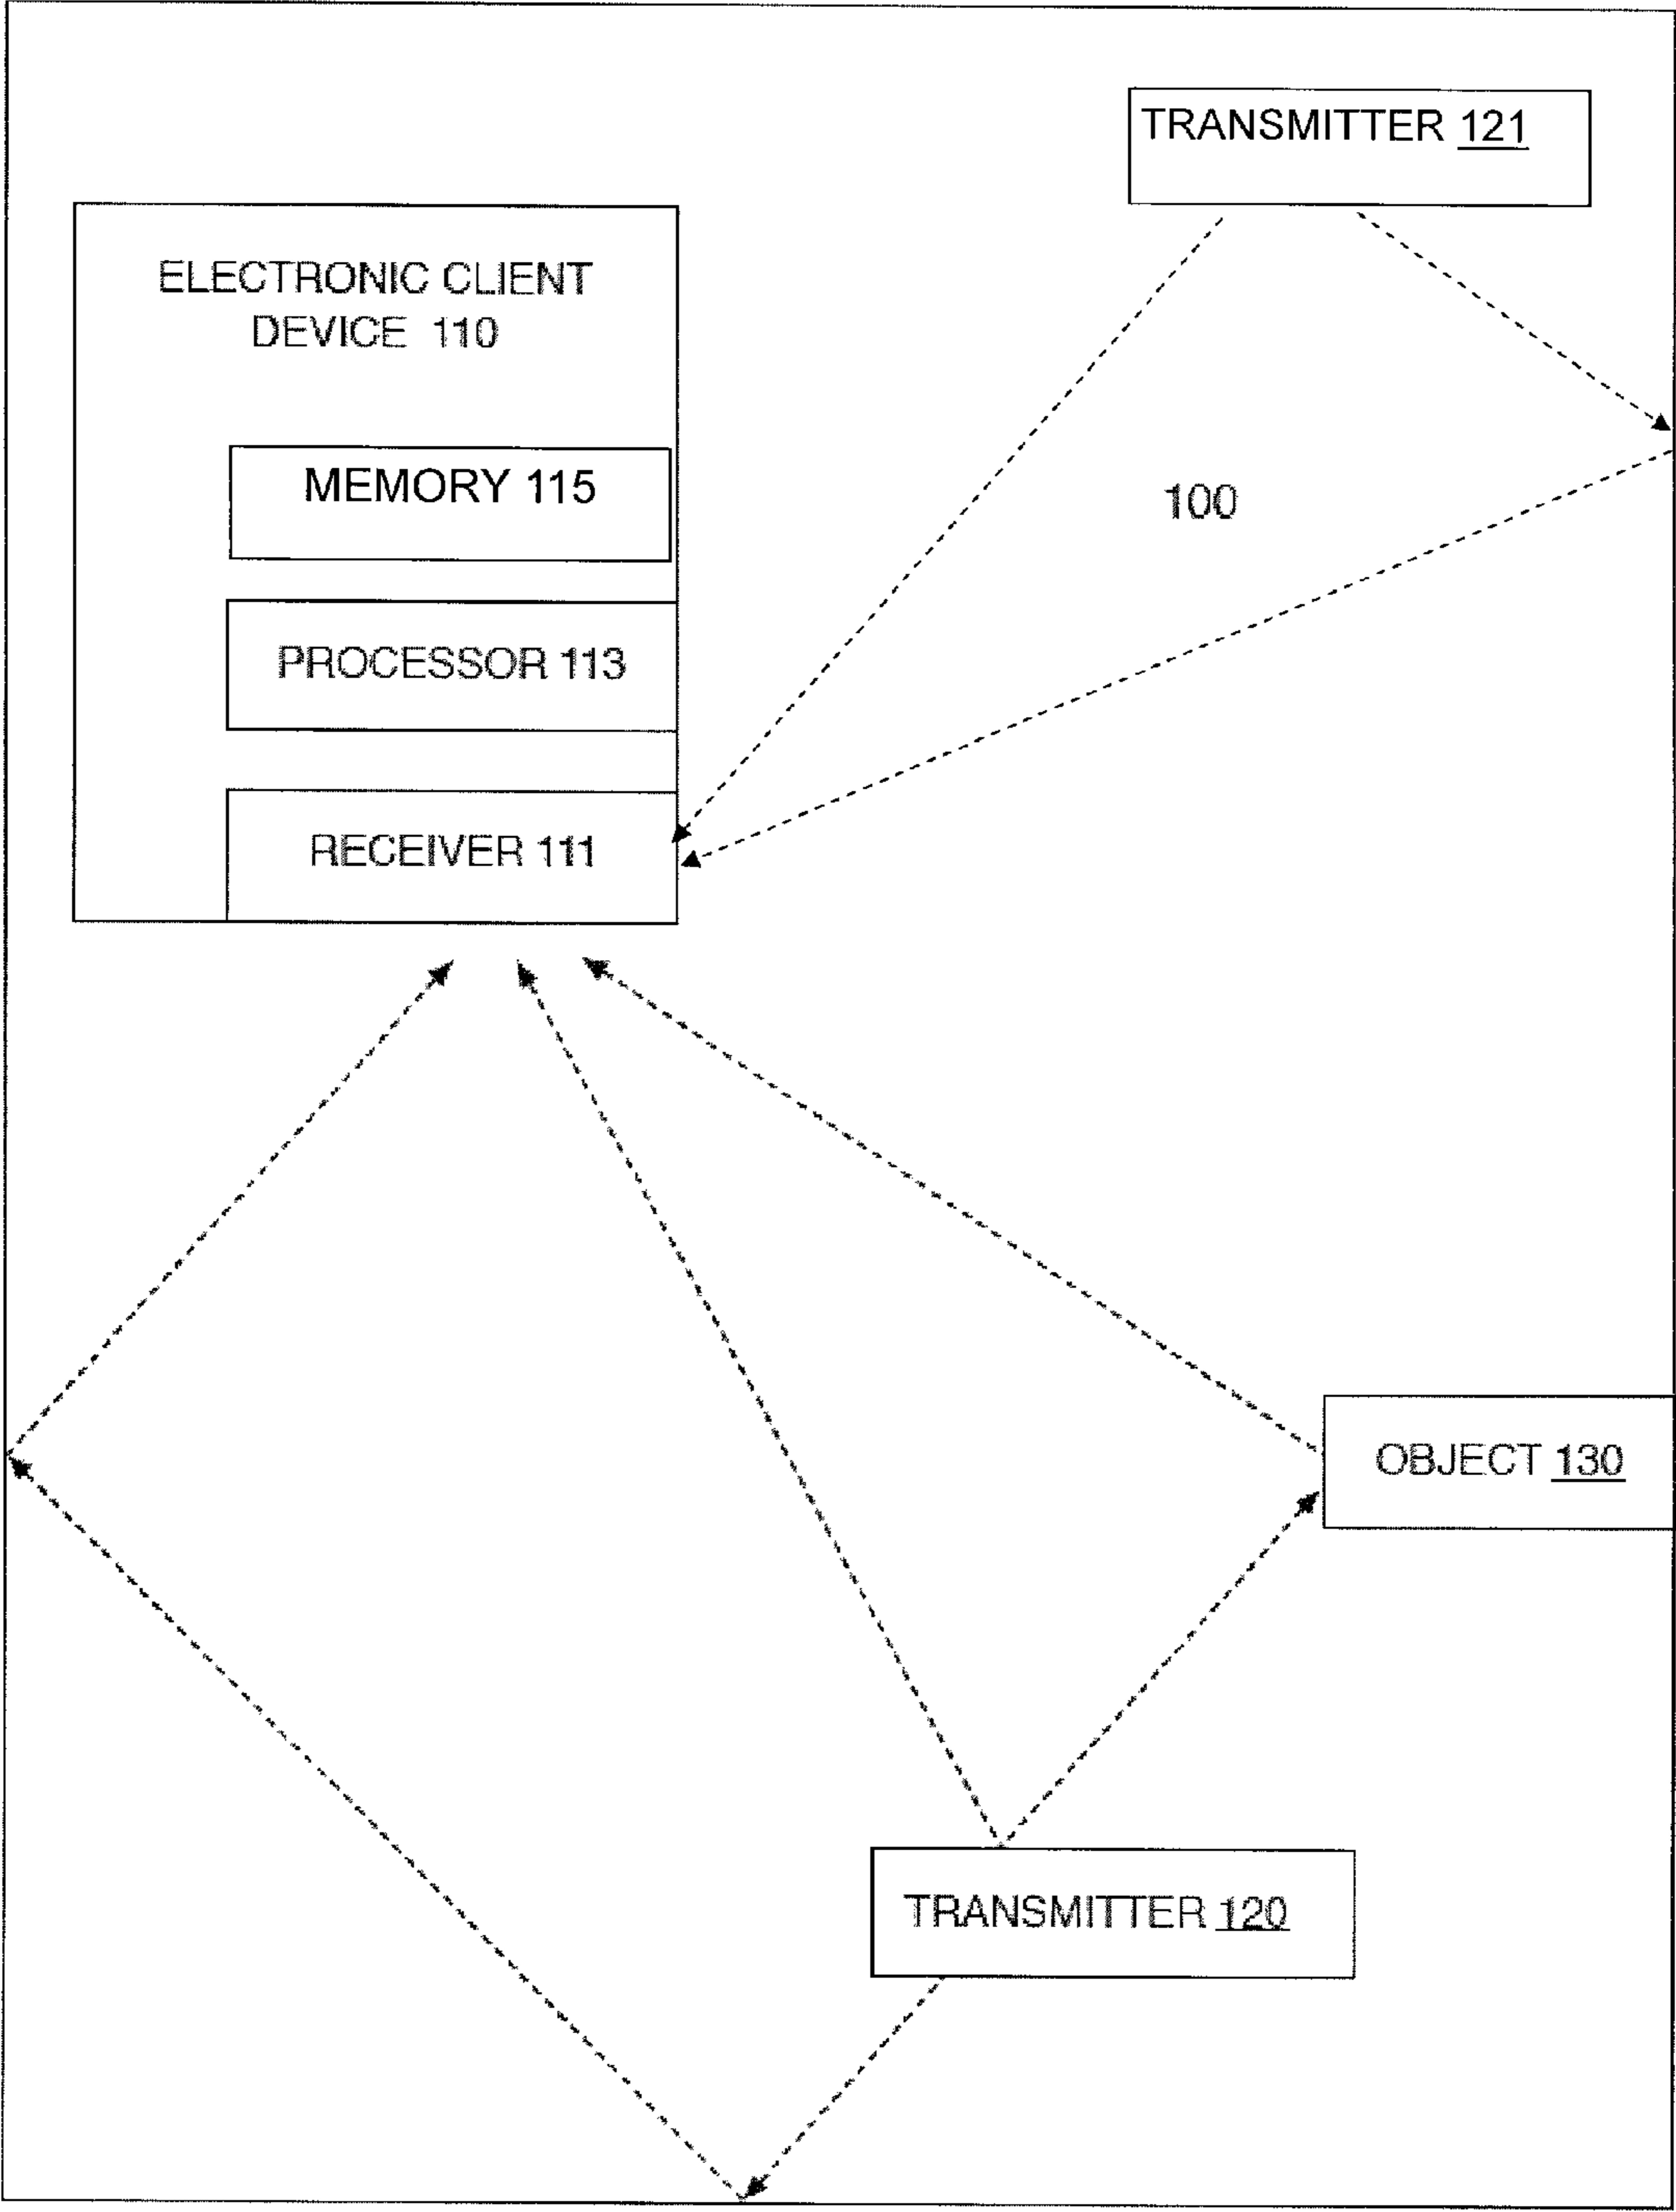 TRANSMITTER 121
ELECTRONIC CLIENT
DEVICE 110
MEMORY 115
100
PROCESSOR 113
RECEIVER 111
OBJECT 130
TRANSMITTER 120